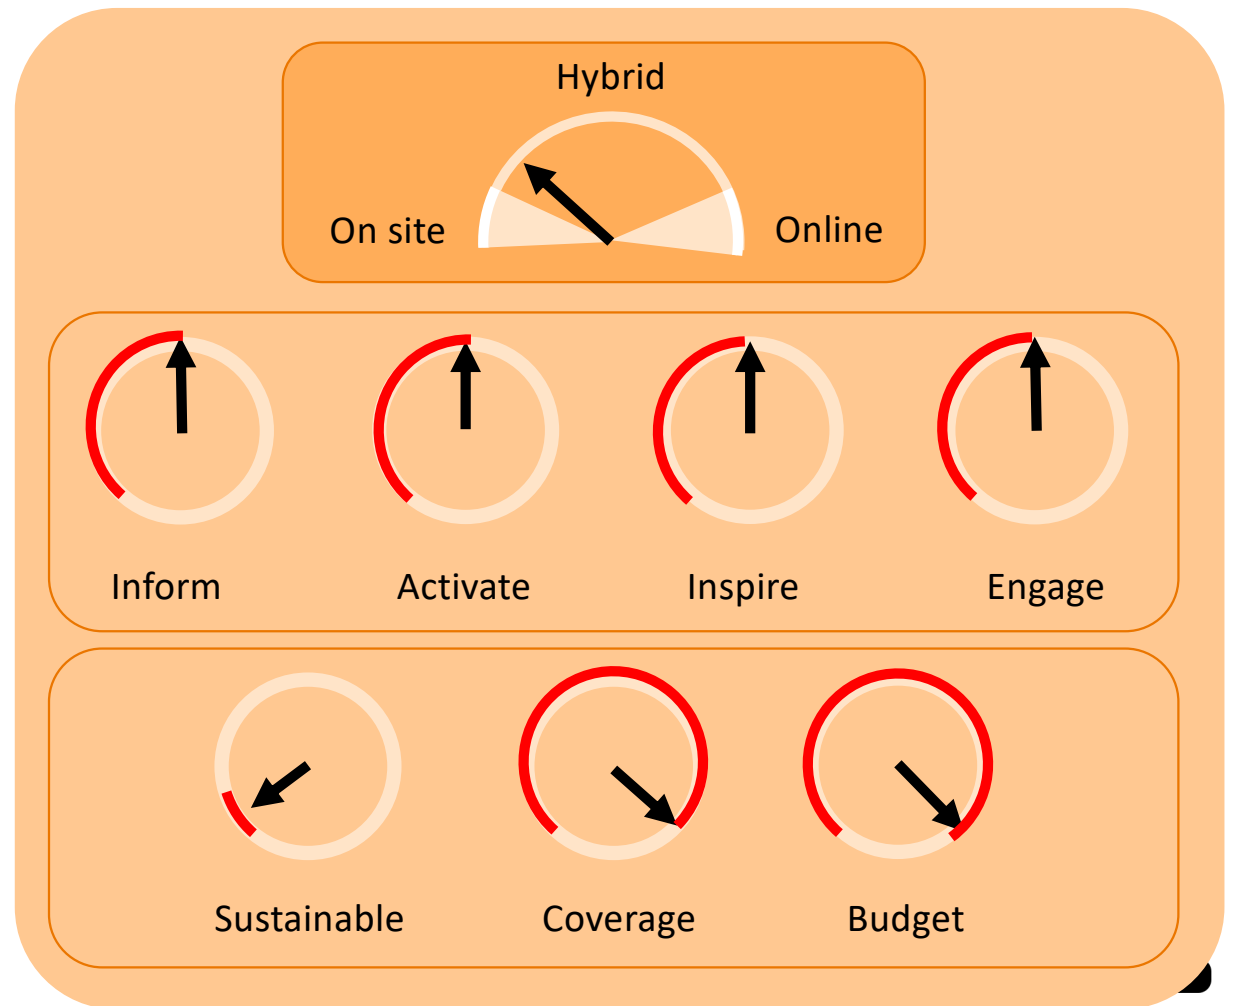 Hybrid
On site
Online
Inform
Activate
Inspire
Engage
Sustainable
Coverage
Budget